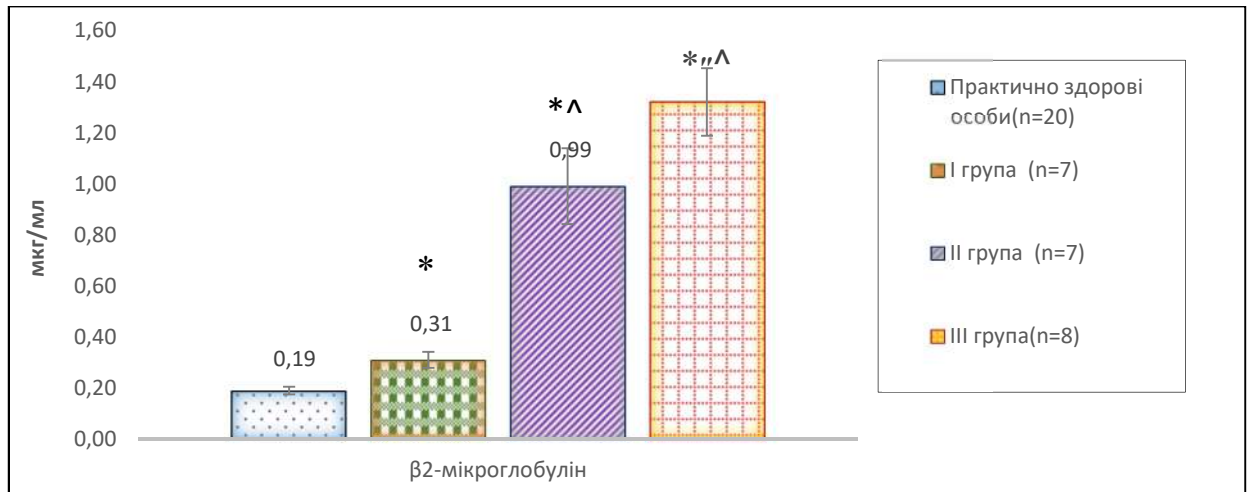 1,60
1,40
1,20
1,00
0,80
0,60
0,40
0,20
0,00
мкг/мл
0,19
*
0,31
*^
0,99
*„^
β2-мікроглобулін
Практично здорові
особи(n=20)
І група (n=7)
ІІ група (n=7)
ІІІ група(n=8)